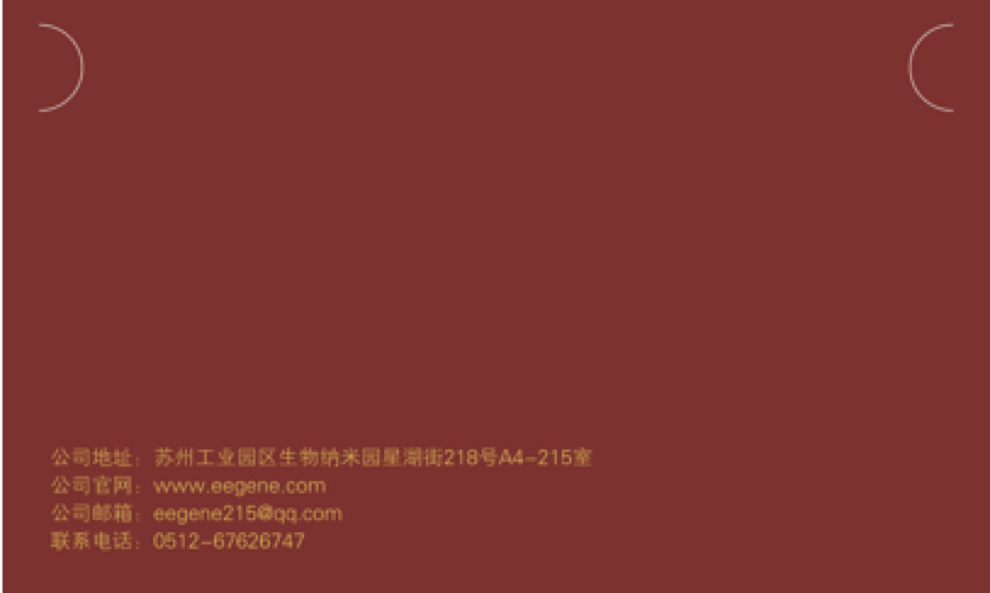 公司地址：苏州工业园区生物纳米园星湖街218号A4-215室
公司官网：www.eegene.com
公司邮箱：eegene215@qq.com
联系电话：0512-67626747